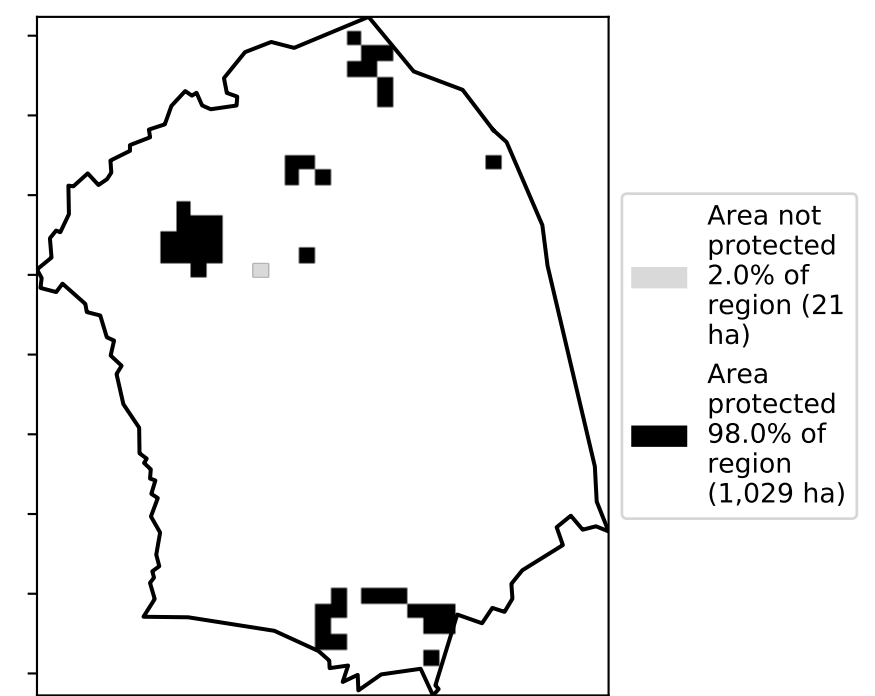 Area not
protected
2.0% of
region (21
ha)
Area
protected
98.0% of
region
(1,029 ha)